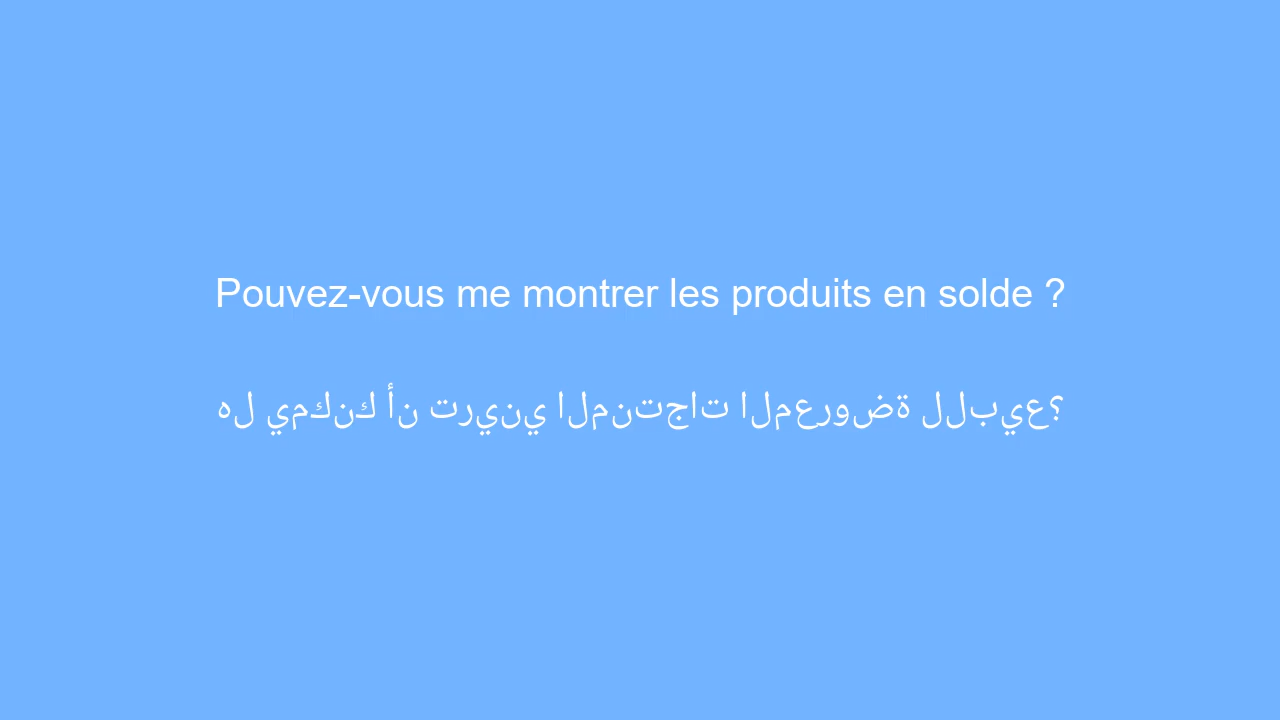 Pouvez-vous me montrer les produits en solde ?
هل يمكنك أن تريني المنتجات المعروضة للبيع؟